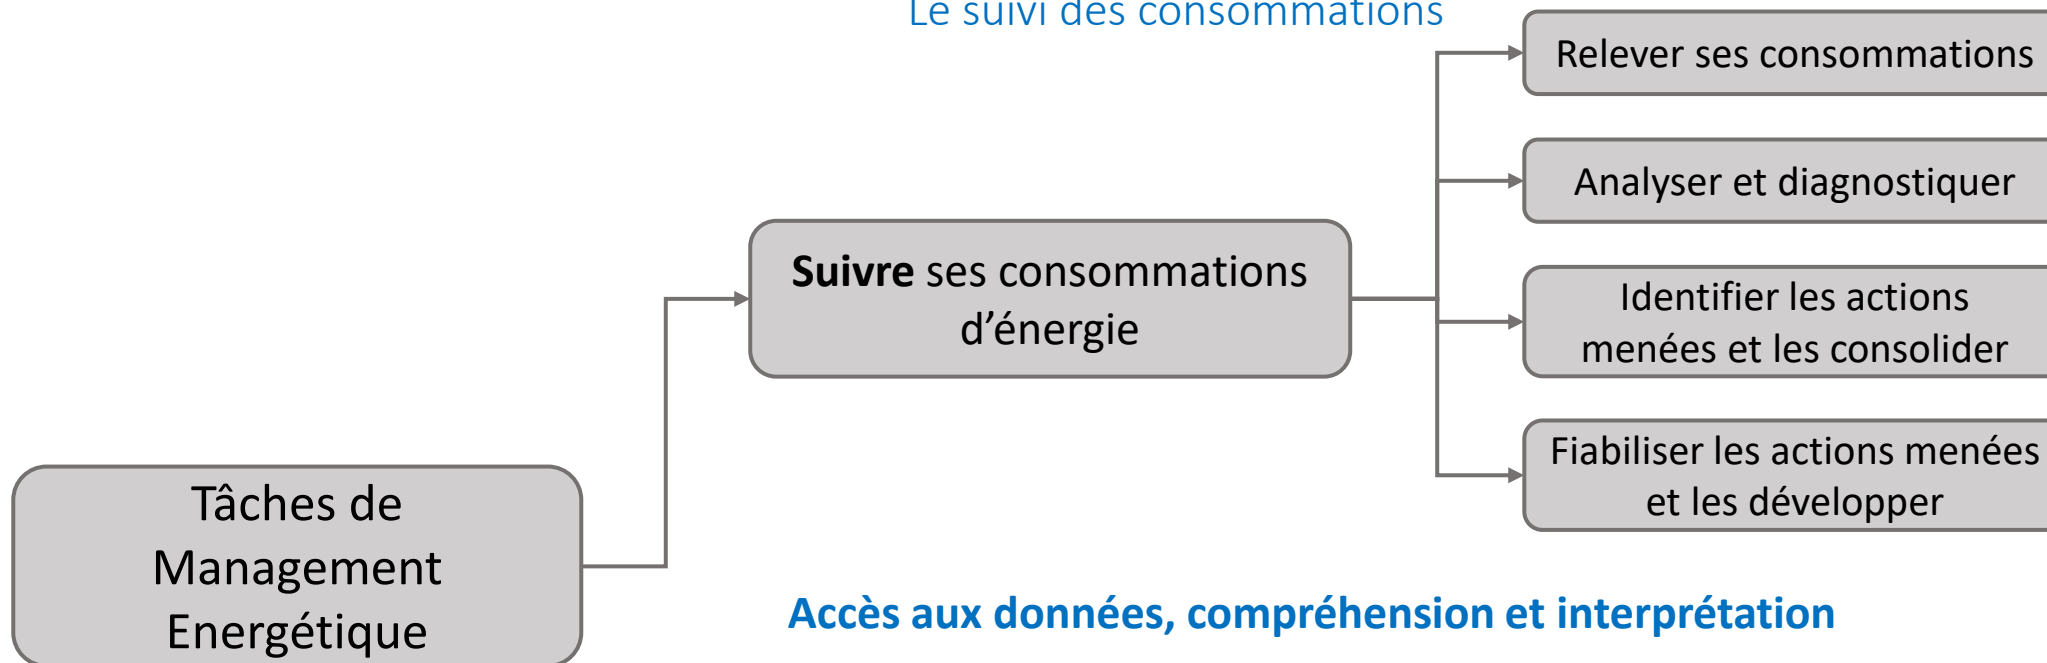 Le suivi des consommations
Relever ses consommations
Analyser et diagnostiquer
Suivre ses consommations
d’énergie
Identifier les actions
menées et les consolider
Fiabiliser les actions menées
et les développer
Tâches de
Management
Energétique
Accès aux données, compréhension et interprétation